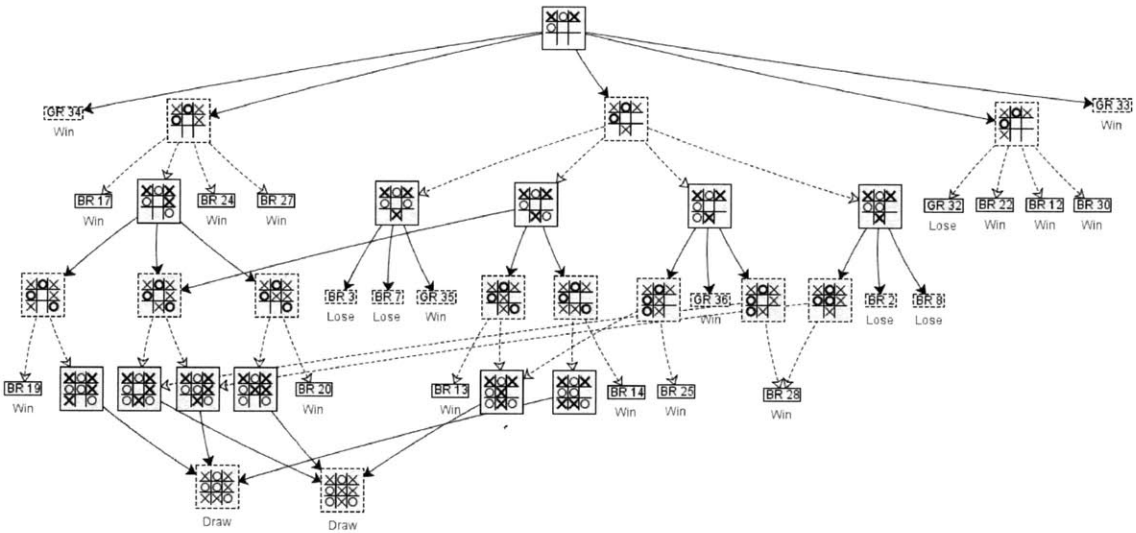 GR 34
Win
GR 33
Win
BR 17
Win
BR 24
Win
BR 27
Win
GR 32
Lose
BR 22
Win
BR 12
Win
BR 30
Win
BR 3
Lose
BR 7
Lose
GR 35
Win
GR 36
Win
BR 2
Lose
BR 8
Lose
BR 19
Win
BR 20
Win
BR 13
Win
BR 14
Win
BR 25
Win
BR 28
Win
Draw
Draw